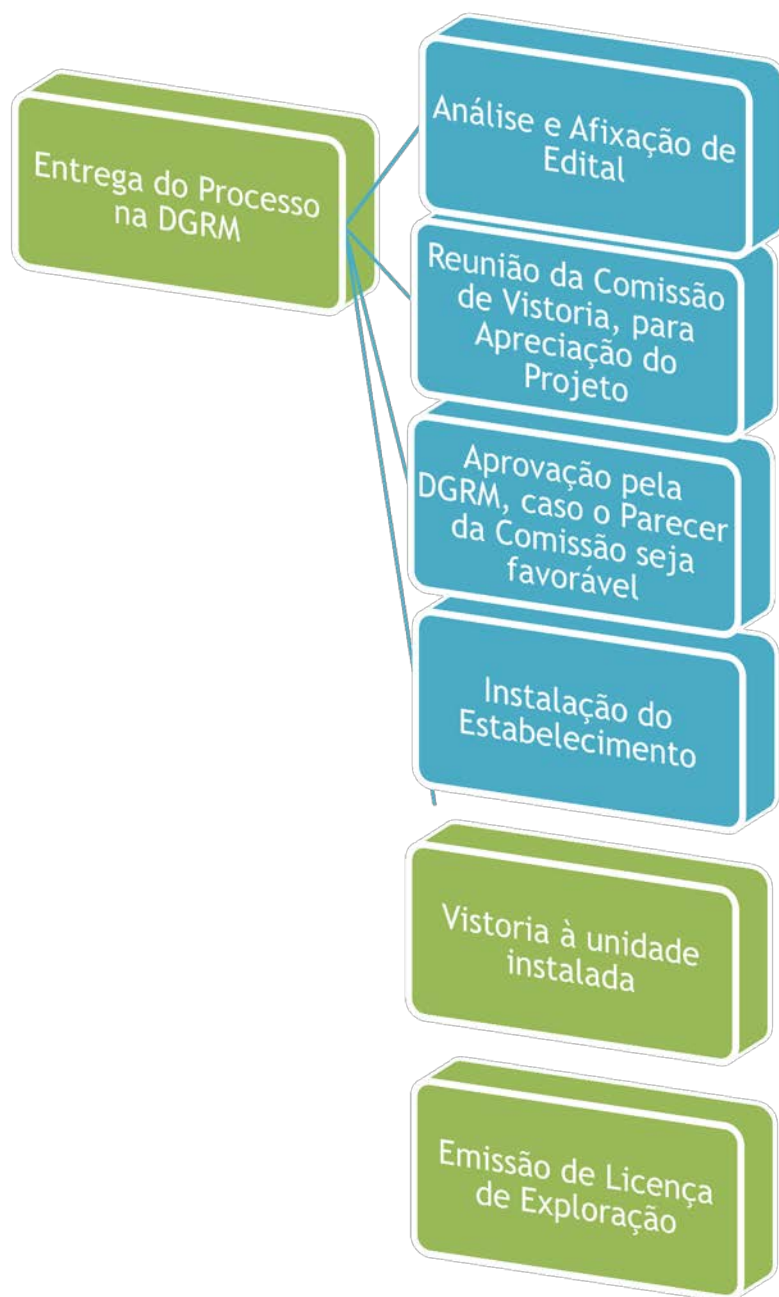 Entrega do Processo
na DGRM
Análise e Afixação de
Edital
Reunião da Comissão
de Vistoria, para
Apreciação do
Projeto
Aprovação pela
DGRM, caso o Parecer
da Comissão seja
favorável
Instalação do
Estabelecimento
Vistoria à unidade
instalada
Emissão de Licença
de Exploração